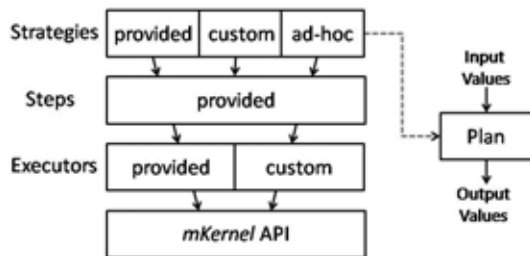 Strategies
provided custom ad-hoc
Steps
provided
Executors
provided custom
mKernel API
Input
Values
Plan
Output
Values